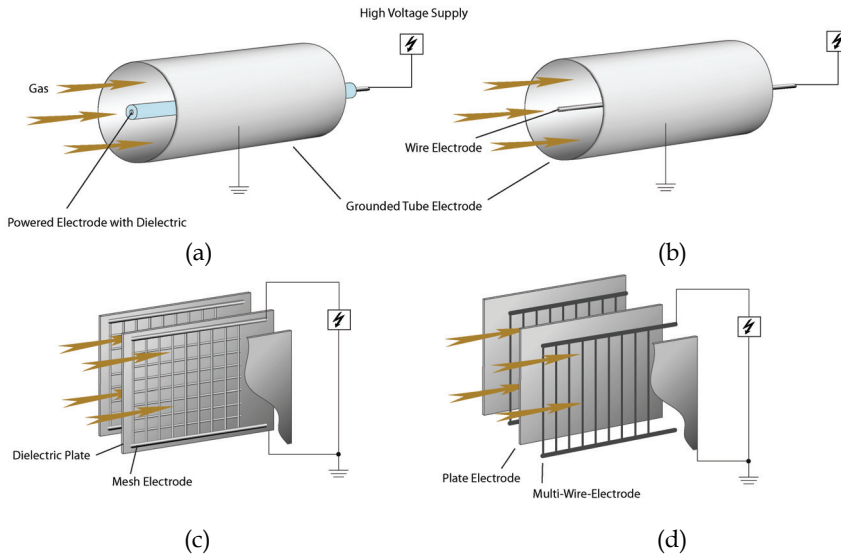 High Voltage Supply
Gas
Wire Electrode
Grounded Tube Electrode
Powered Electrode with Dielectric
(a)
(b)
Dielectric Plate
Mesh Electrode
Plate Electrode
Multi-Wire-Electrode
(c)
(d)